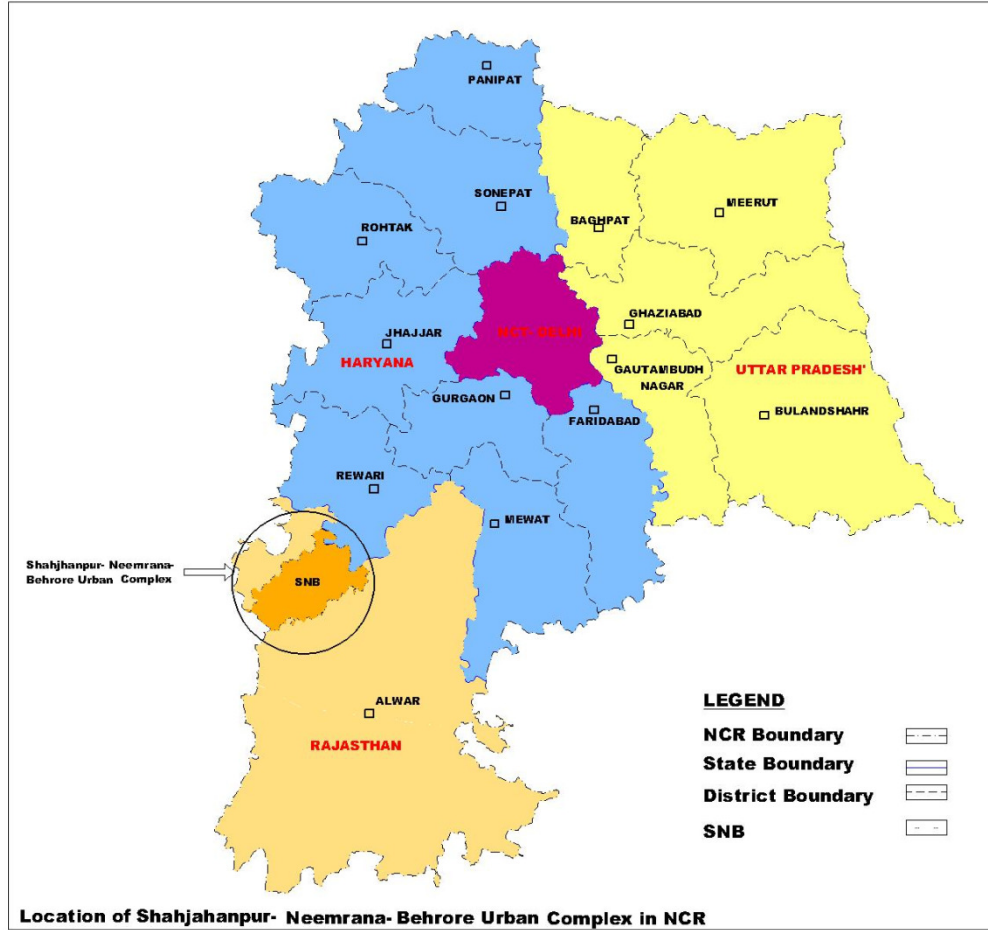 PANIPAT
SONEPAT
MEERUT
BAGHPAT
ROHTAK
GHAZIABAD
NCT- DELHI
JHAJJAR
HARYANA
GAUTAMBUDH
NAGAR
UTTAR PRADESH'
GURGAON
FARIDABAD
BULANDSHAHR
REWARI
MEWAT
Shahjhanpur- Neemrana-
Behrore Urban Complex
SNB
ALWAR
RAJASTHAN
LEGEND
NCR Boundary
State Boundary
District Boundary
SNB
Location of Shahjahanpur- Neemrana- Behrore Urban Complex in NCR